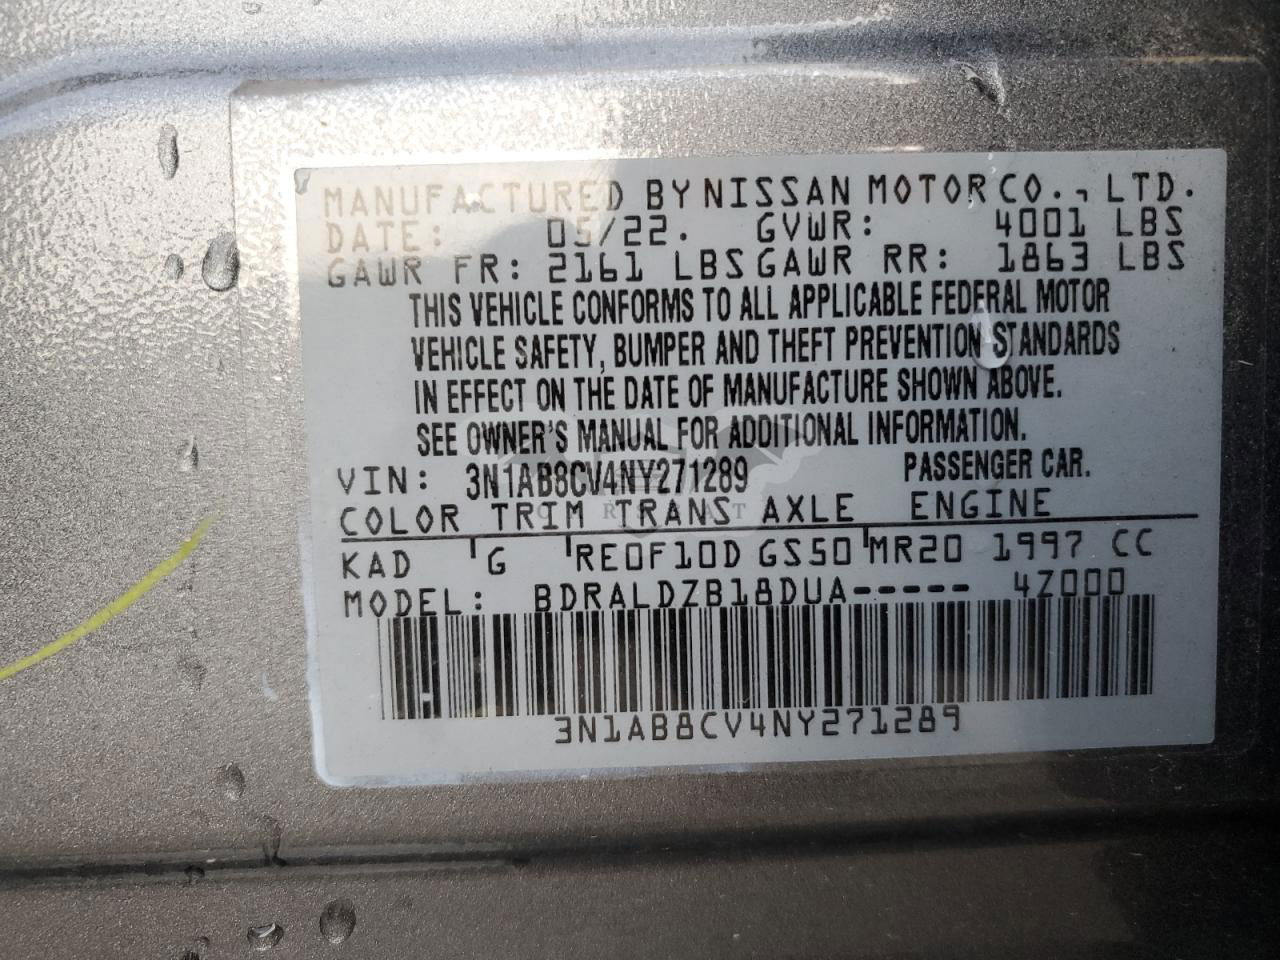 MANUFACTURED BY NISSAN MOTOR CO., LTD.
DATE: 05/22. GVWR: 4001 LBS
GAWR FR: 2161 LBS GAWR RR: 1863 LBS
THIS VEHICLE CONFORMS TO ALL APPLICABLE FEDERAL MOTOR
VEHICLE SAFETY, BUMPER AND THEFT PREVENTION STANDARDS
IN EFFECT ON THE DATE OF MANUFACTURE SHOWN ABOVE.
SEE OWNER'S MANUAL FOR ADDITIONAL INFORMATION.
VIN: 3N1AB8CV4NY271289 PASSENGER CAR.
COLOR TRIM TRANS AXLE ENGINE
KAD G RE0F10D GS50 MR20 1997 CC
MODEL: BDRALDZB18DUA----- 4Z000
3N1AB8CV4NY271289